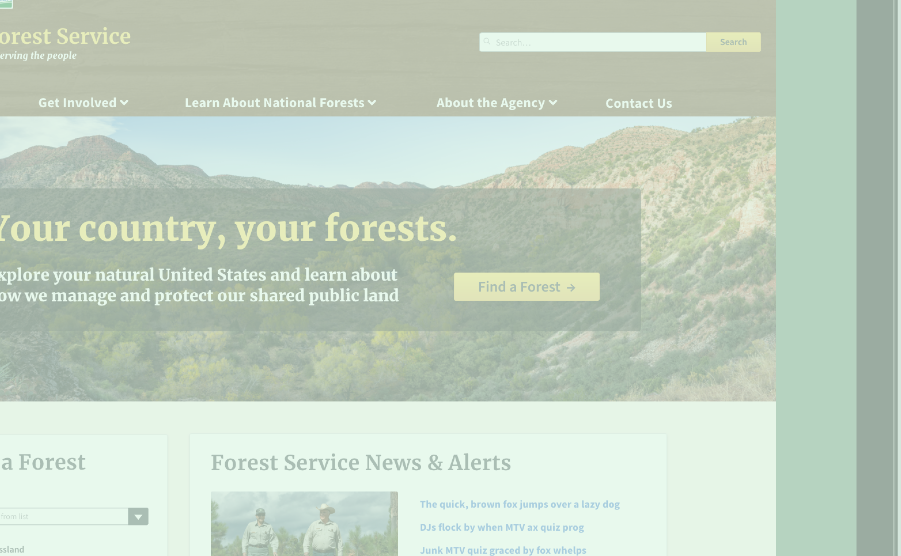 orest Service
erving the people
Search...
Search
Get Involved
Learn About National Forests
About the Agency
Contact Us
Your country, your forests.
xplore your natural United States and learn about
ow we manage and protect our shared public land
Find a Forest →
a Forest
from list
ssland
Forest Service News & Alerts
The quick, brown fox jumps over a lazy dog
DJs flock by when MTV ax quiz prog
Junk MTV quiz graced by fox whelps